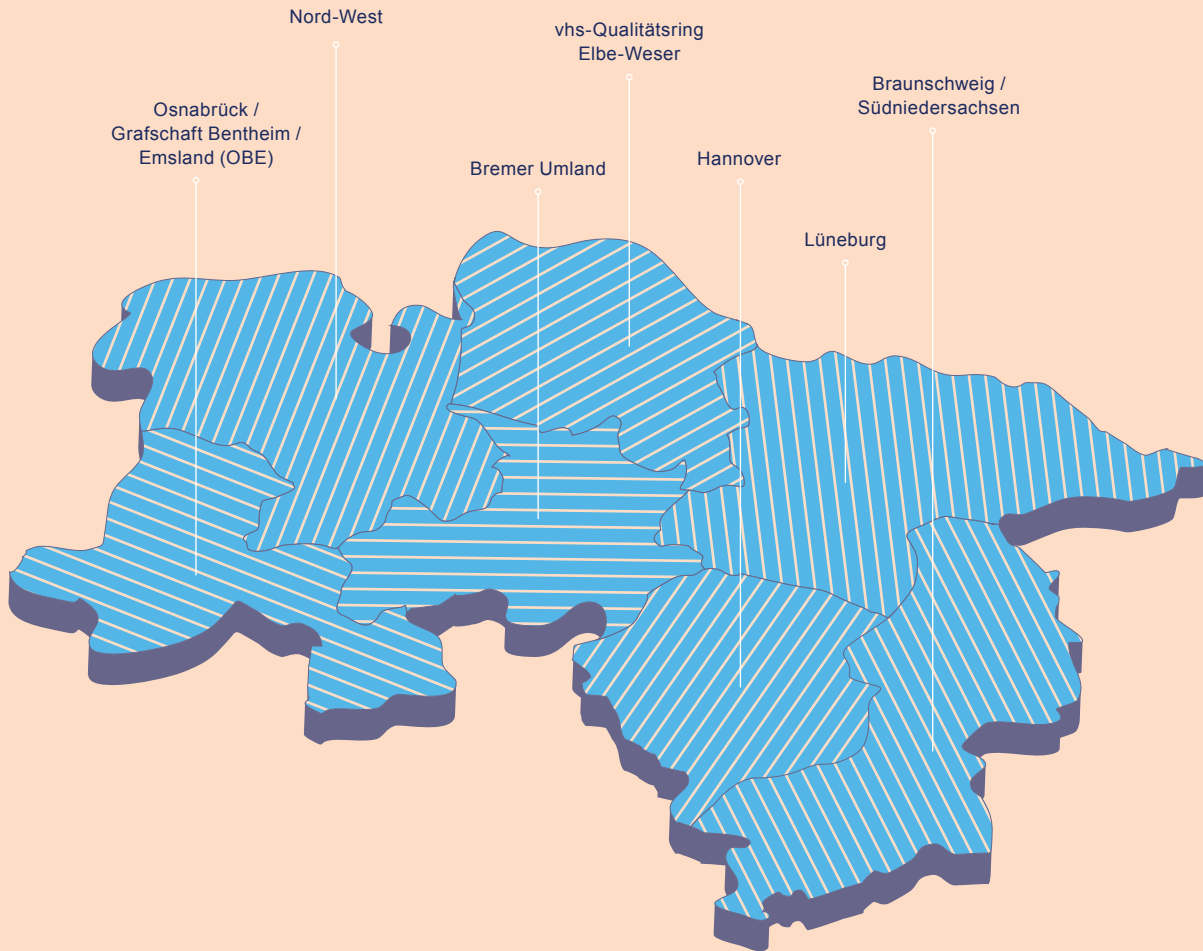 Nord-West
vhs-Qualitätsring
Elbe-Weser
Braunschweig /
Südniedersachsen
Osnabrück /
Grafschaft Bentheim /
Emsland (OBE)
Bremer Umland
Hannover
Lüneburg